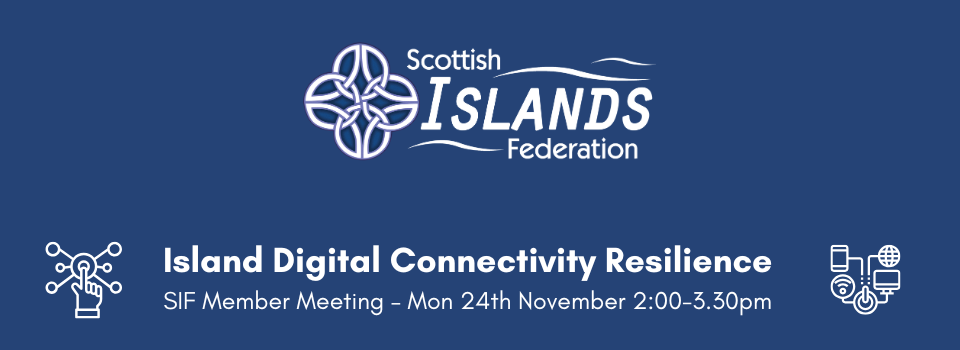 Scottish
ISLANDS
Federation
Island Digital Connectivity Resilience
SIF Member Meeting – Mon 24th November 2:00-3.30pm